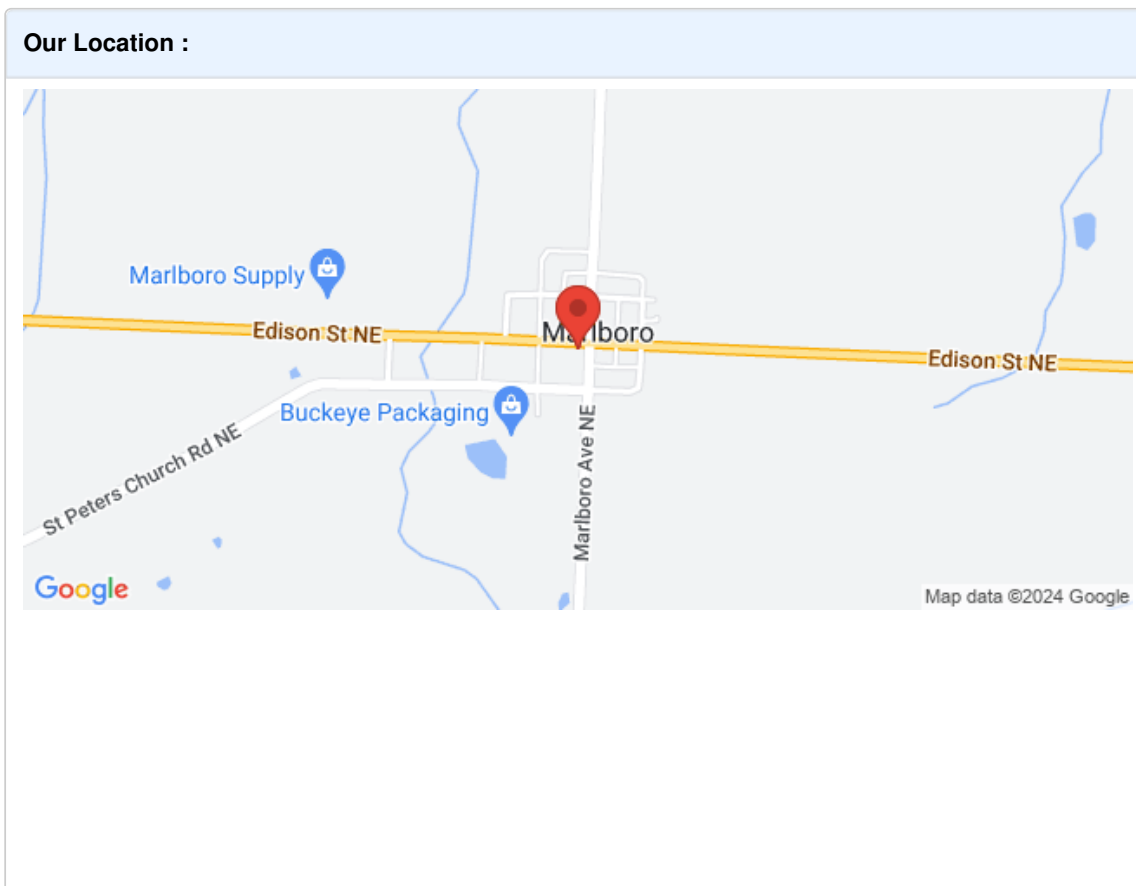 Our Location :
Marlboro Supply
Edison St NE
Marlboro
Edison St NE
Buckeye Packaging
St Peters Church Rd NE
Marlboro Ave NE
Google
Map data ©2024 Google